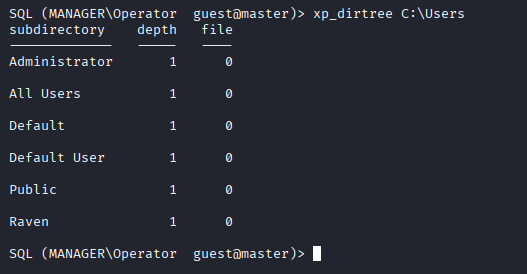 SQL (MANAGER\Operator  guest@master)> xp_dirtree C:\Users
subdirectory   depth   file
-------------   -----   ----
Administrator       1      0
All Users           1      0
Default             1      0
Default User        1      0
Public              1      0
Raven               1      0
SQL (MANAGER\Operator  guest@master)>